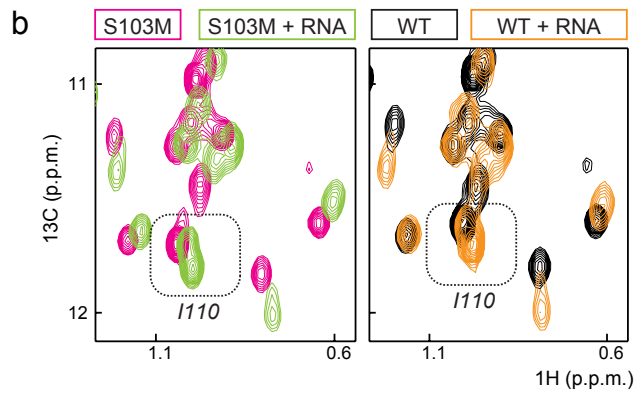 b
S103M S103M + RNA WT WT + RNA
11
13C (p.p.m.)
12
I110 I110
1.1 0.6 1.1 0.6
1H (p.p.m.)